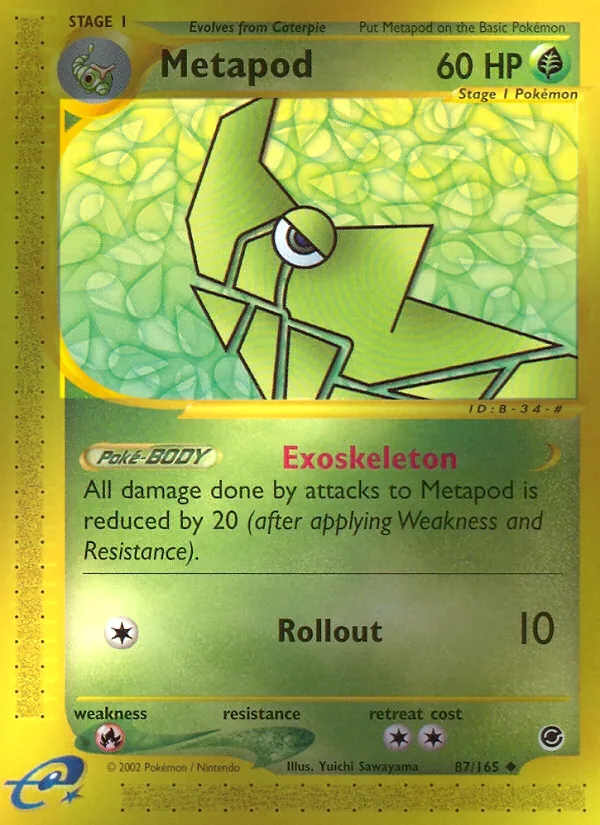 STAGE 1
Evolves from Caterpie
Put Metapod on the Basic Pokémon
Metapod
60 HP
Stage 1 Pokémon
ID:B-34-#
Poké-BODY
Exoskeleton
All damage done by attacks to Metapod is
reduced by 20 (after applying Weakness and
Resistance).
Rollout
10
weakness
resistance
retreat cost
© 2002 Pokémon / Nintendo
Illus. Yuichi Sawayama
87/165
e